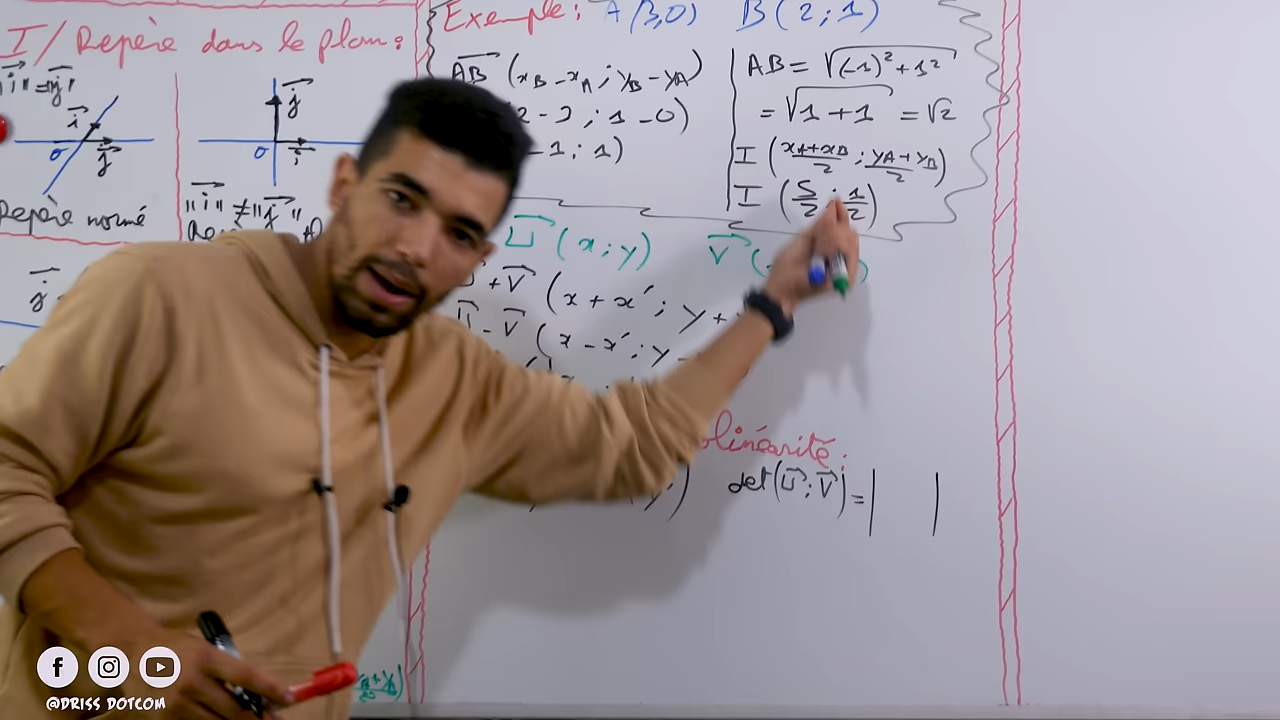 I/ Repère dans le plan:
"i"="j"
i
O
j
Repère normé
j
O
i
"i" ≠ "j"
j
Exemple: A(3,0) B(2;1)
AB (xB-xA; yB-yA)
2-3; 1-0)
-1; 1)
AB = √(-1)²+1²
= √1+1 = √2
I (xA+xB/2; yA+yB/2)
I (5/2; 1/2)
U (x;y) V (
+V (x+x'; y+
U-V (x-x'; y-
olinéarité:
det(U;V) = | |
@DRISS DOTCOM